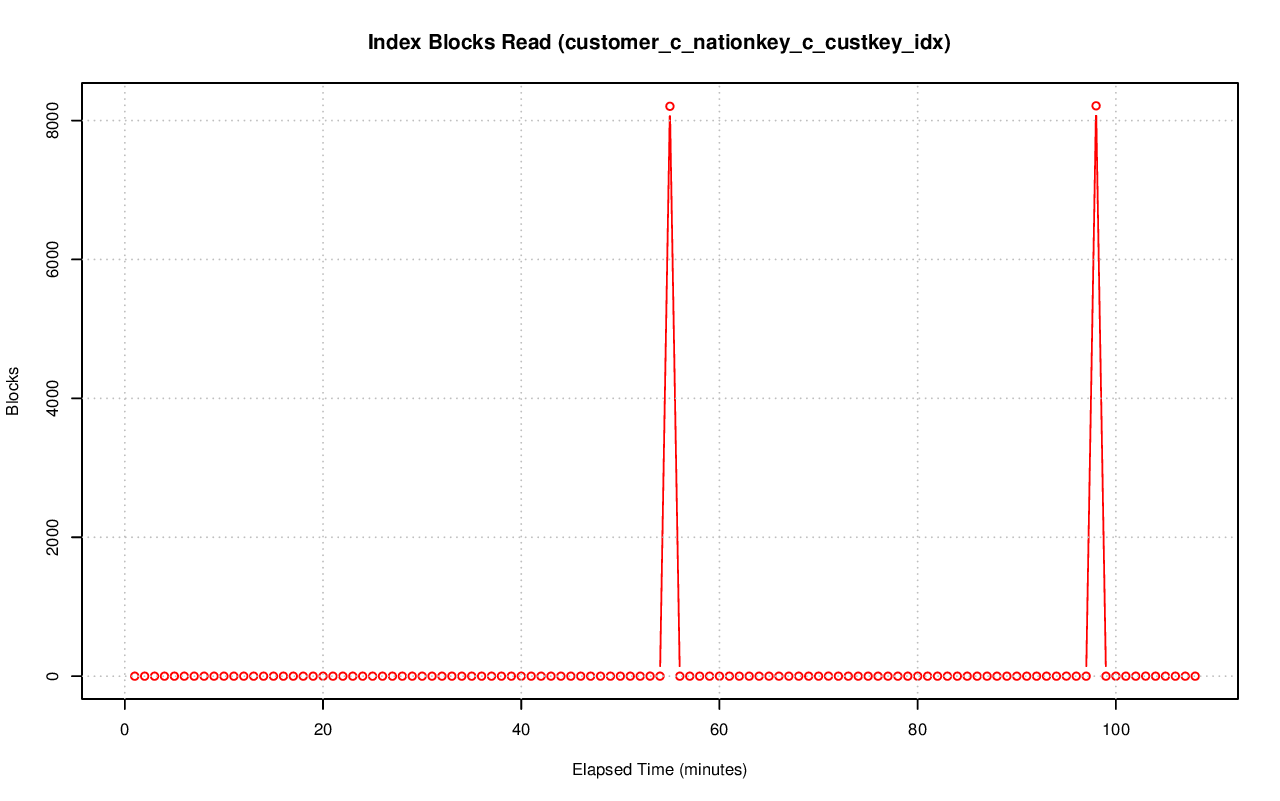 Index Blocks Read (customer_c_nationkey_c_custkey_idx)
8000
6000
4000
2000
0
Blocks
0 20 40 60 80 100
Elapsed Time (minutes)